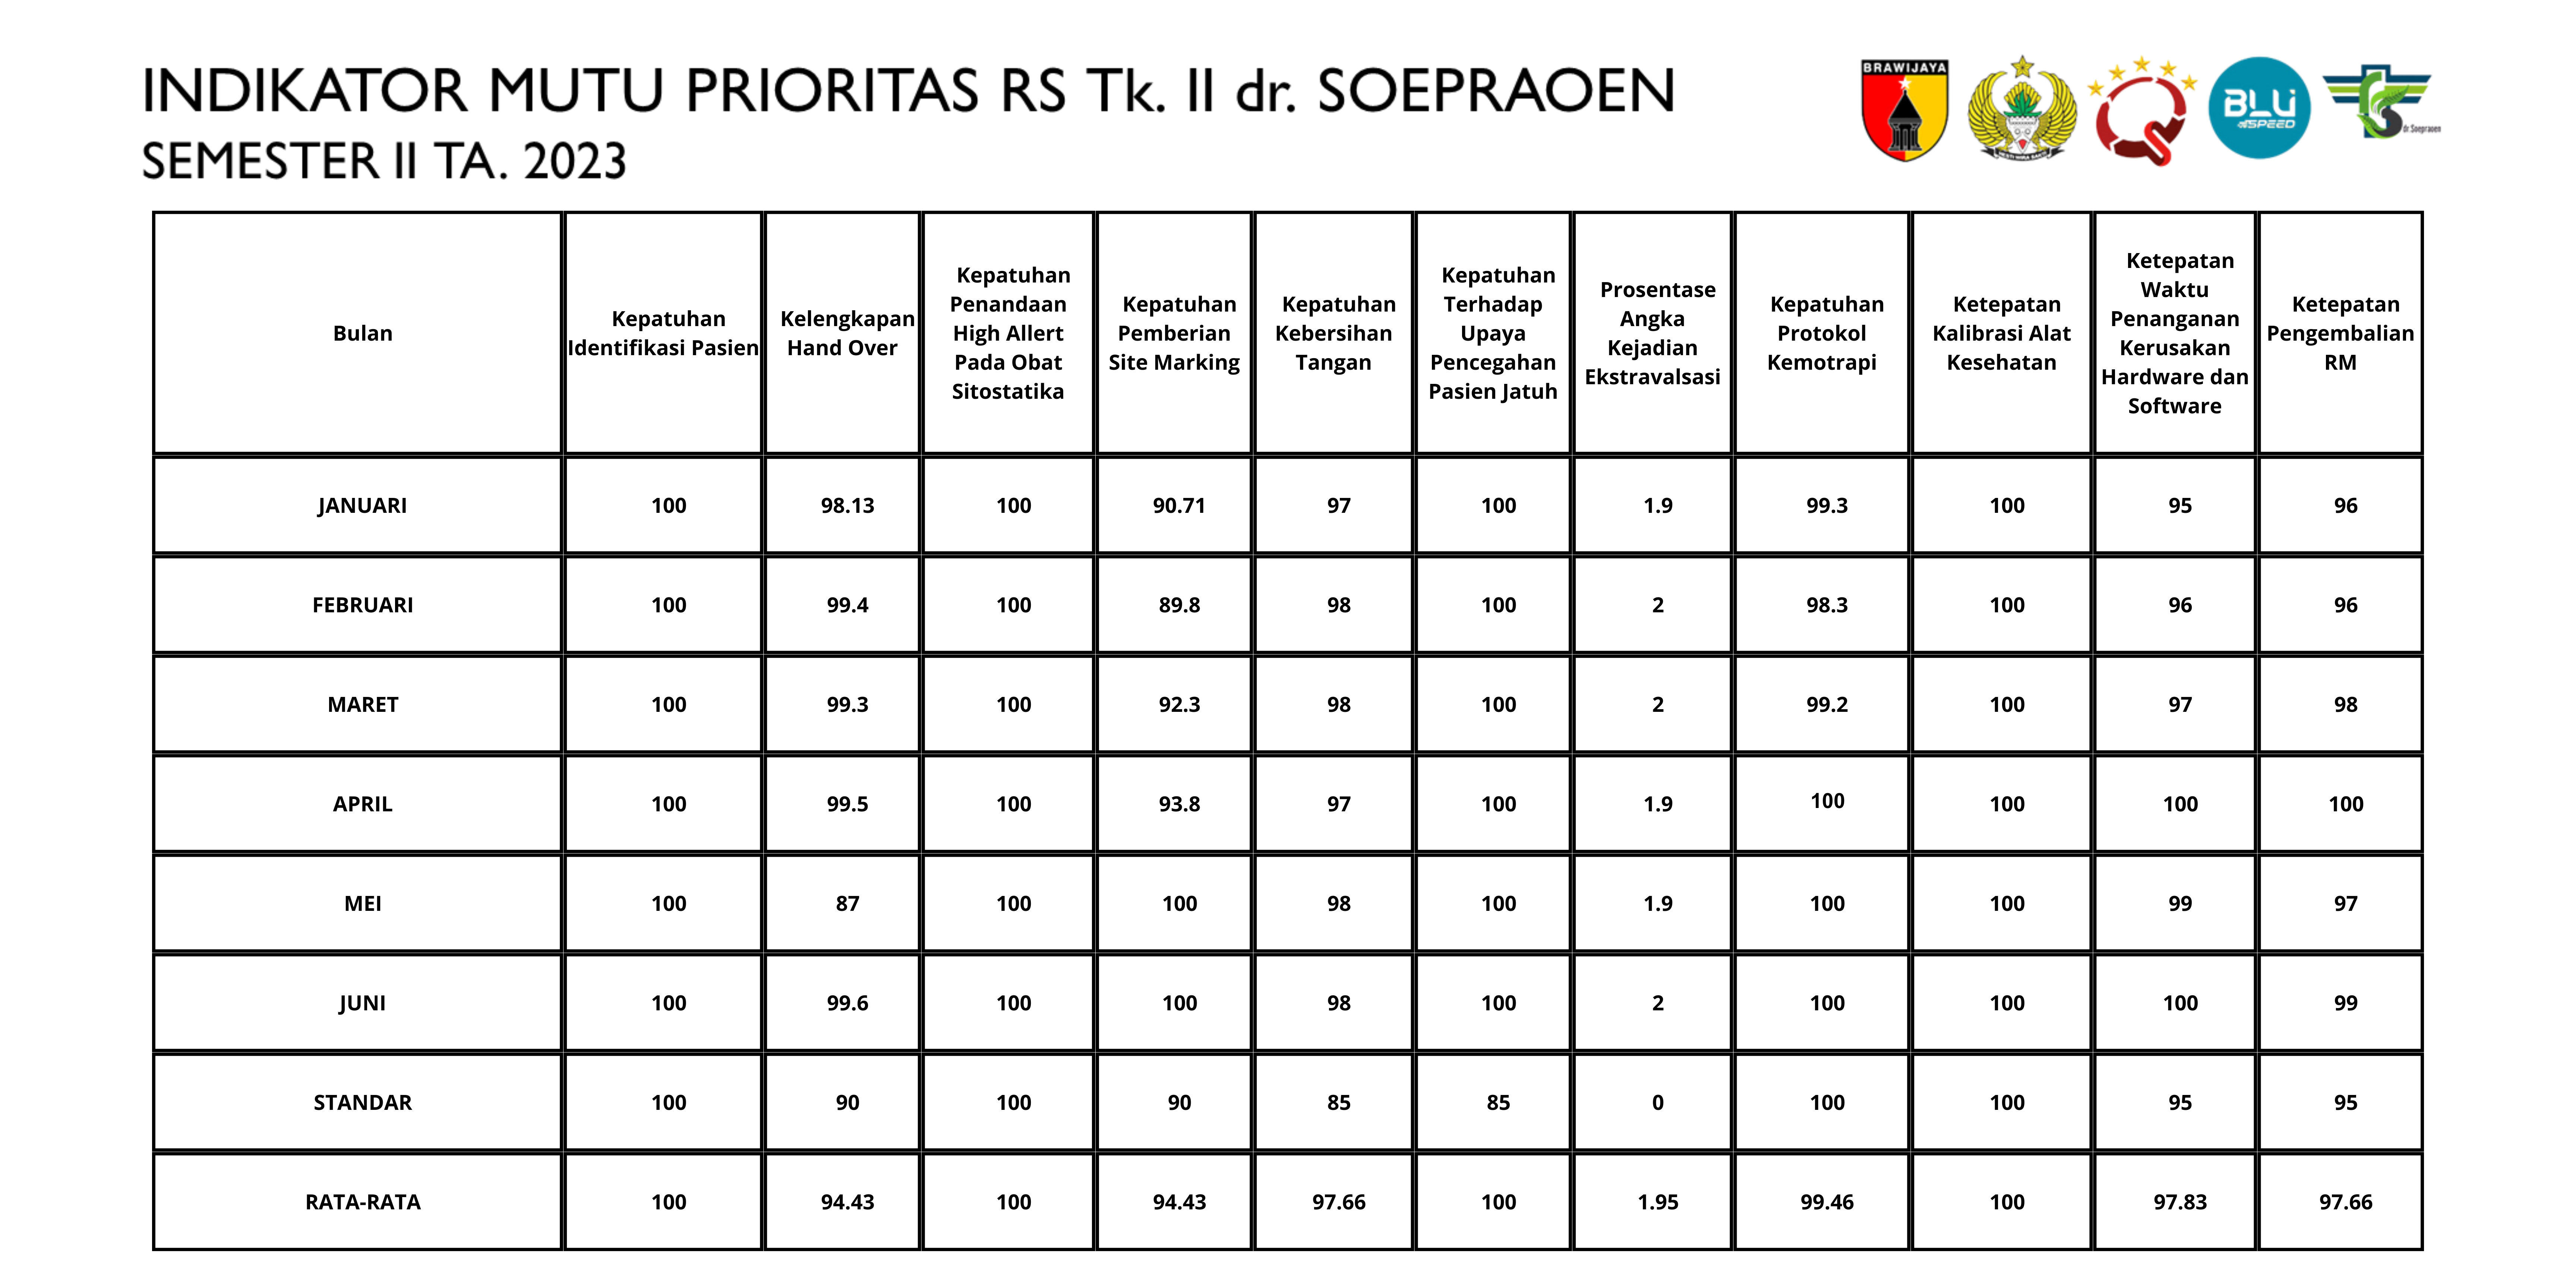 INDIKATOR MUTU PRIORITAS RS Tk. II dr. SOEPRAOEN
SEMESTER II TA. 2023
BRAWIJAYA
BLU
SPEED
dr. Soepraoen
Bulan
Kepatuhan
Identifikasi Pasien
Kelengkapan
Hand Over
Kepatuhan
Penandaan
High Allert
Pada Obat
Sitostatika
Kepatuhan
Pemberian
Site Marking
Kepatuhan
Kebersihan
Tangan
Kepatuhan
Terhadap
Upaya
Pencegahan
Pasien Jatuh
Prosentase
Angka
Kejadian
Ekstravalsasi
Kepatuhan
Protokol
Kemotrapi
Ketepatan
Kalibrasi Alat
Kesehatan
Ketepatan
Waktu
Penanganan
Kerusakan
Hardware dan
Software
Ketepatan
Pengembalian
RM
JANUARI 100 98.13 100 90.71 97 100 1.9 99.3 100 95 96
FEBRUARI 100 99.4 100 89.8 98 100 2 98.3 100 96 96
MARET 100 99.3 100 92.3 98 100 2 99.2 100 97 98
APRIL 100 99.5 100 93.8 97 100 1.9 100 100 100 100
MEI 100 87 100 100 98 100 1.9 100 100 99 97
JUNI 100 99.6 100 100 98 100 2 100 100 100 99
STANDAR 100 90 100 90 85 85 0 100 100 95 95
RATA-RATA 100 94.43 100 94.43 97.66 100 1.95 99.46 100 97.83 97.66